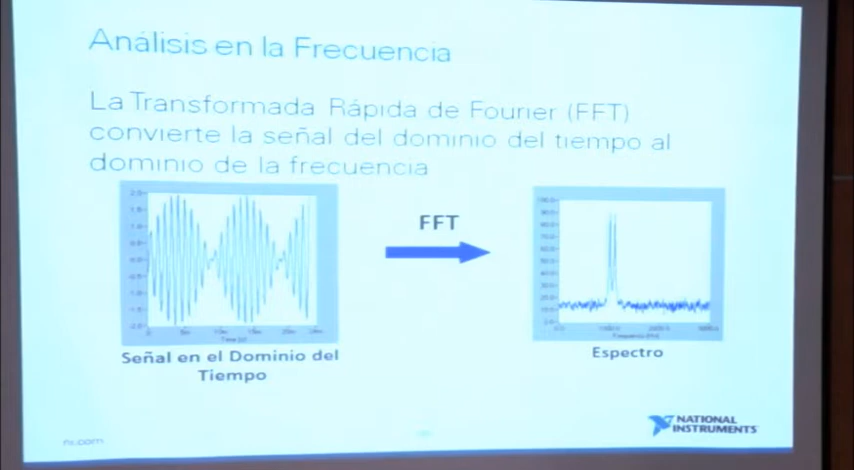 Análisis en la Frecuencia
La Transformada Rápida de Fourier (FFT)
convierte la señal del dominio del tiempo al
dominio de la frecuencia
FFT
Señal en el Dominio del
Tiempo
Espectro
ni.com
NATIONAL
INSTRUMENTS